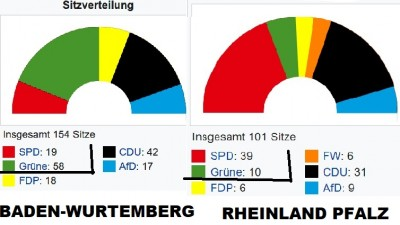 Sitzverteilung
Insgesamt 154 Sitze
SPD: 19
CDU: 42
Grüne: 58
AfD: 17
FDP: 18
BADEN-WURTEMBERG
Insgesamt 101 Sitze
SPD: 39
FW: 6
Grüne: 10
CDU: 31
FDP: 6
AfD: 9
RHEINLAND PFALZ